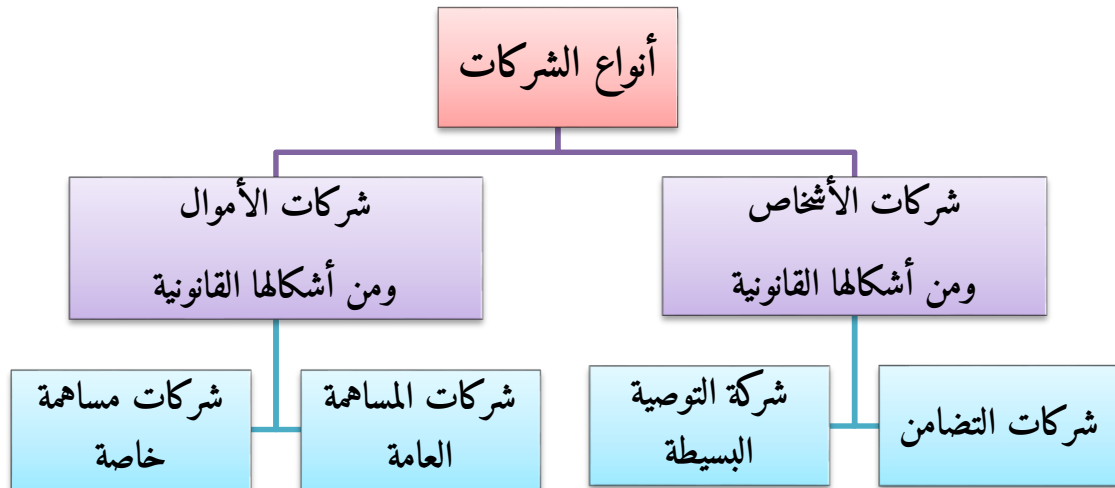 أنواع الشركات
شركات الأشخاص
ومن أشكالها القانونية
شركات الأموال
ومن أشكالها القانونية
شركات التضامن
شركة التوصية
البسيطة
شركات المساهمة
العامة
شركات مساهمة
خاصة